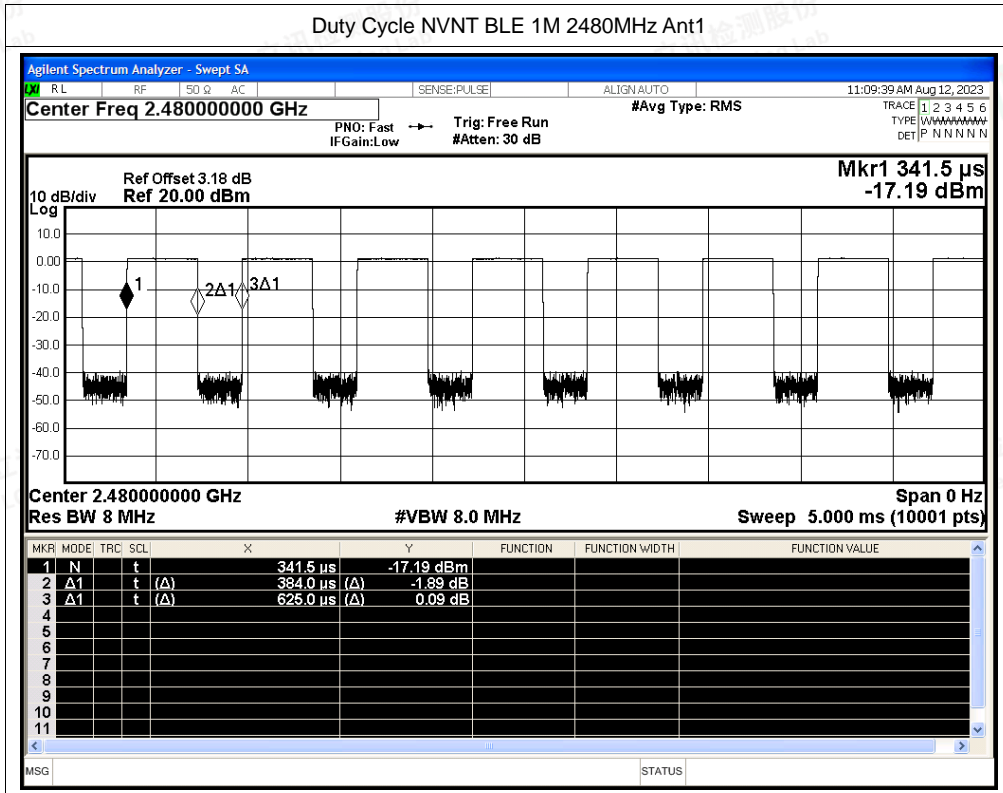 Duty Cycle NVNT BLE 1M 2480MHz Ant1
Agilent Spectrum Analyzer - Swept SA
LXI RL RF 50 Ω AC SENSE:PULSE ALIGN AUTO 11:09:39 AM Aug 12, 2023
Center Freq 2.480000000 GHz #Avg Type: RMS TRACE 1 2 3 4 5 6
PNO: Fast Trig: Free Run TYPE
IFGain:Low #Atten: 30 dB DET P N N N N N
Mkr1 341.5 µs
Ref Offset 3.18 dB
10 dB/div Ref 20.00 dBm -17.19 dBm
Log
10.0
0.00
-10.0 1 2Δ1 3Δ1
-20.0
-30.0
-40.0
-50.0
-60.0
-70.0
Center 2.480000000 GHz Span 0 Hz
Res BW 8 MHz #VBW 8.0 MHz Sweep 5.000 ms (10001 pts)
MKR MODE TRC SCL X Y FUNCTION FUNCTION WIDTH FUNCTION VALUE
1 N t 341.5 µs -17.19 dBm
2 Δ1 t (Δ) 384.0 µs (Δ) -1.89 dB
3 Δ1 t (Δ) 625.0 µs (Δ) 0.09 dB
4
5
6
7
8
9
10
11
MSG STATUS